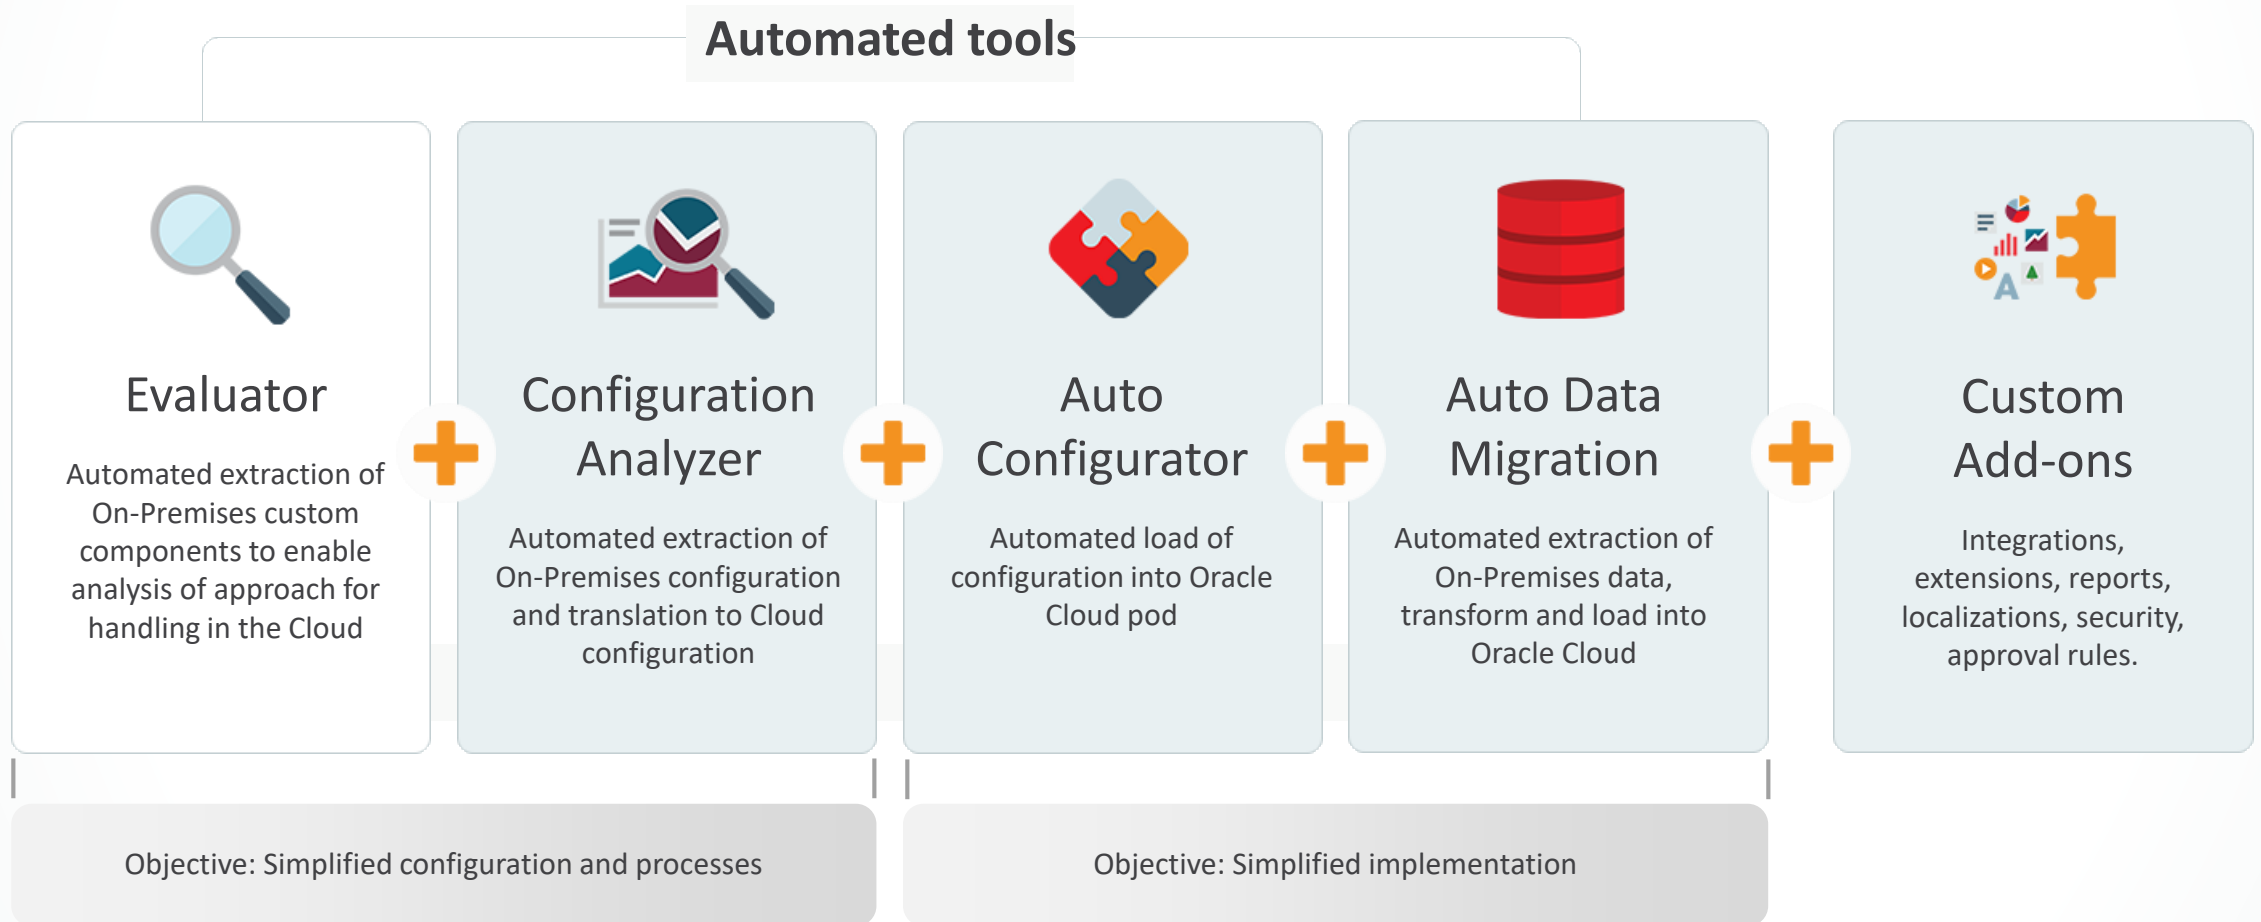 Automated tools
Evaluator
Automated extraction of
On-Premises custom
components to enable
analysis of approach for
handling in the Cloud
Configuration
Analyzer
Automated extraction of
On-Premises configuration
and translation to Cloud
configuration
Auto
Configurator
Automated load of
configuration into Oracle
Cloud pod
Auto Data
Migration
Automated extraction of
On-Premises data,
transform and load into
Oracle Cloud
Custom
Add-ons
Integrations,
extensions, reports,
localizations, security,
approval rules.
Objective: Simplified configuration and processes
Objective: Simplified implementation